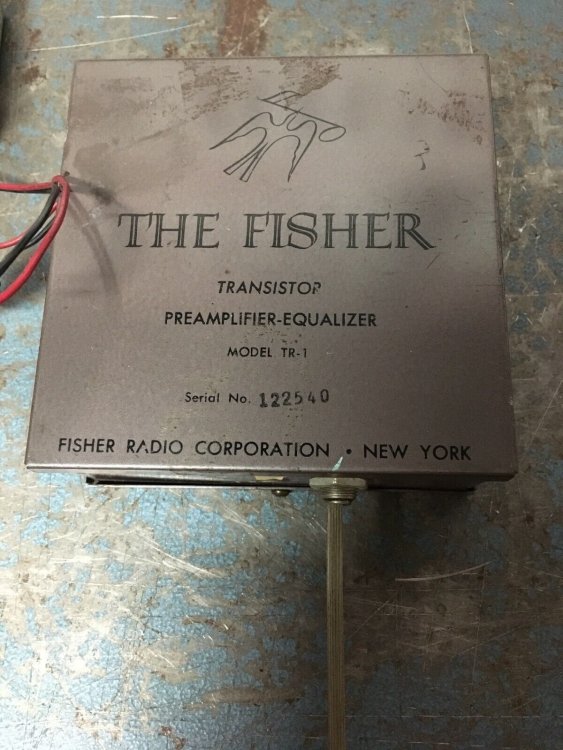 THE FISHER
TRANSISTOR
PREAMPLIFIER-EQUALIZER
MODEL TR-1
Serial No. 122540
FISHER RADIO CORPORATION • NEW YORK